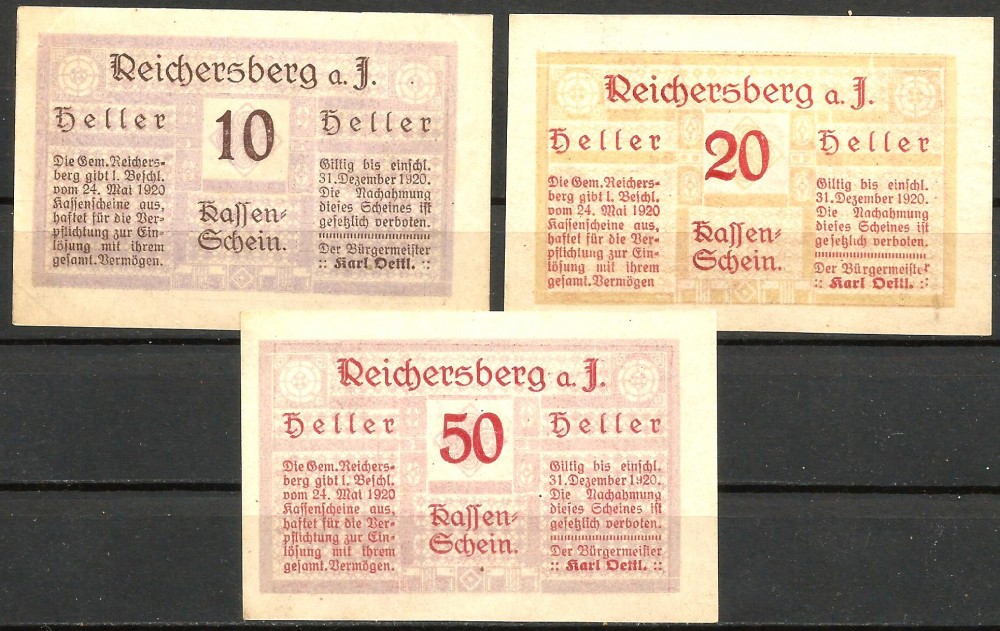 Reichersberg a. J.
Heller 10 Heller
Die Gem. Reichers-
berg gibt l. Beschl.
vom 24. Mai 1920
Kassenscheine aus,
haftet für die Ver-
pflichtung zur Ein-
lösung mit ihrem
gesamt. Vermögen.
Kassen-
Schein.
Giltig bis einschl.
31. Dezember 1920.
Die Nachahmung
dieses Scheines ist
gesetzlich verboten.
Der Bürgermeister
:: Karl Oettl. ::
Reichersberg a. J.
Heller 20 Heller
Die Gem. Reichers-
berg gibt l. Beschl.
vom 24. Mai 1920
Kassenscheine aus,
haftet für die Ver-
pflichtung zur Ein-
lösung mit ihrem
gesamt. Vermögen
Kassen-
Schein.
Giltig bis einschl.
31. Dezember 1920.
Die Nachahmung
dieses Scheines ist
gesetzlich verboten.
Der Bürgermeister
:: Karl Oettl. ::
Reichersberg a. J.
Heller 50 Heller
Die Gem. Reichers-
berg gibt l. Beschl.
vom 24. Mai 1920
Kassenscheine aus,
haftet für die Ver-
pflichtung zur Ein-
lösung mit ihrem
gesamt. Vermögen.
Kassen-
Schein.
Giltig bis einschl.
31. Dezember 1920.
Die Nachahmung
dieses Scheines ist
gesetzlich verboten.
Der Bürgermeister
:: Karl Oettl. ::